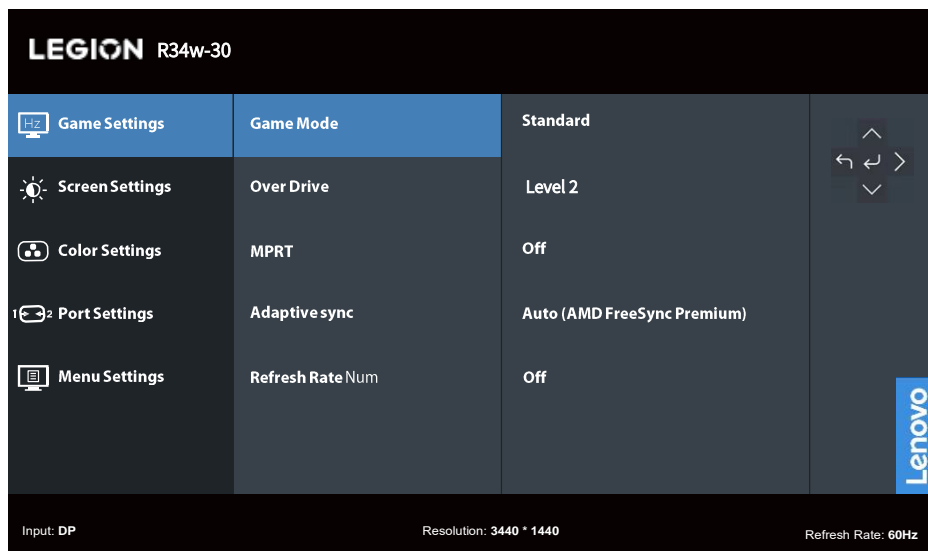 LEGION R34w-30
Game Settings Game Mode Standard
Screen Settings Over Drive Level 2
Color Settings MPRT Off
1 2 Port Settings Adaptive sync Auto (AMD FreeSync Premium)
Menu Settings Refresh Rate Num Off
Hz
Lenovo
Input: DP Resolution: 3440 * 1440 Refresh Rate: 60Hz